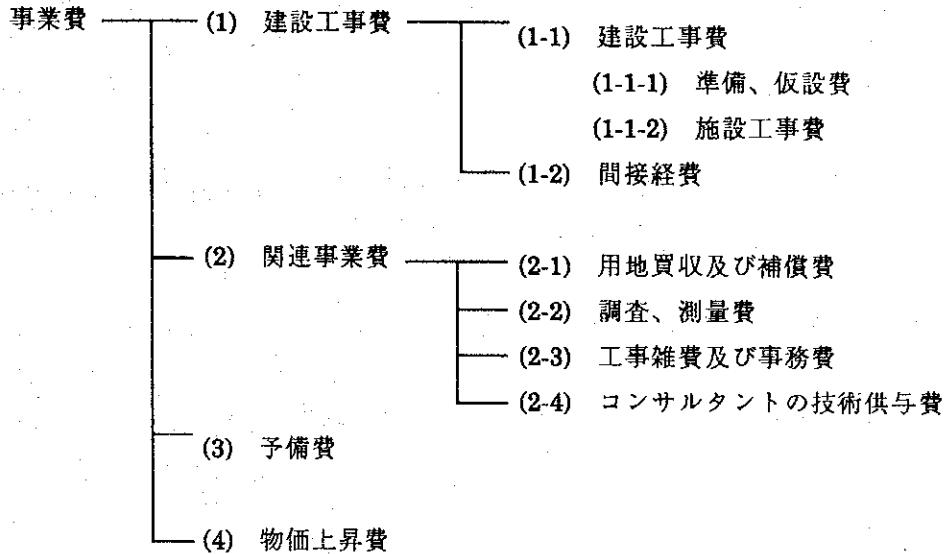 事業費 (1) 建設工事費
(1-1) 建設工事費
(1-1-1) 準備、仮設費
(1-1-2) 施設工事費
(1-2) 間接経費
(2) 関連事業費 (2-1) 用地買収及び補償費
(2-2) 調査、測量費
(2-3) 工事雑費及び事務費
(2-4) コンサルタントの技術供与費
(3) 予備費
(4) 物価上昇費